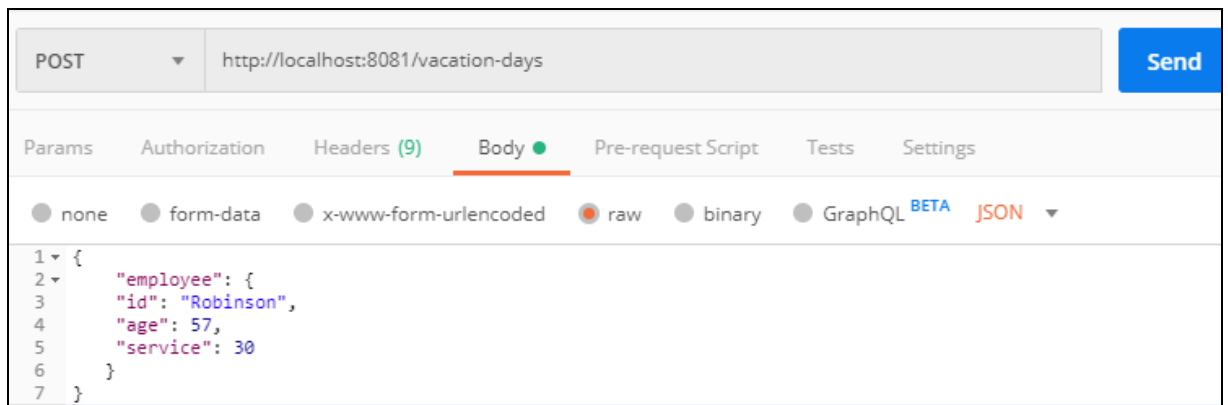 POST http://localhost:8081/vacation-days Send
Params Authorization Headers (9) Body Pre-request Script Tests Settings
none form-data x-www-form-urlencoded raw binary GraphQL BETA JSON
1 {
2 "employee": {
3 "id": "Robinson",
4 "age": 57,
5 "service": 30
6 }
7 }